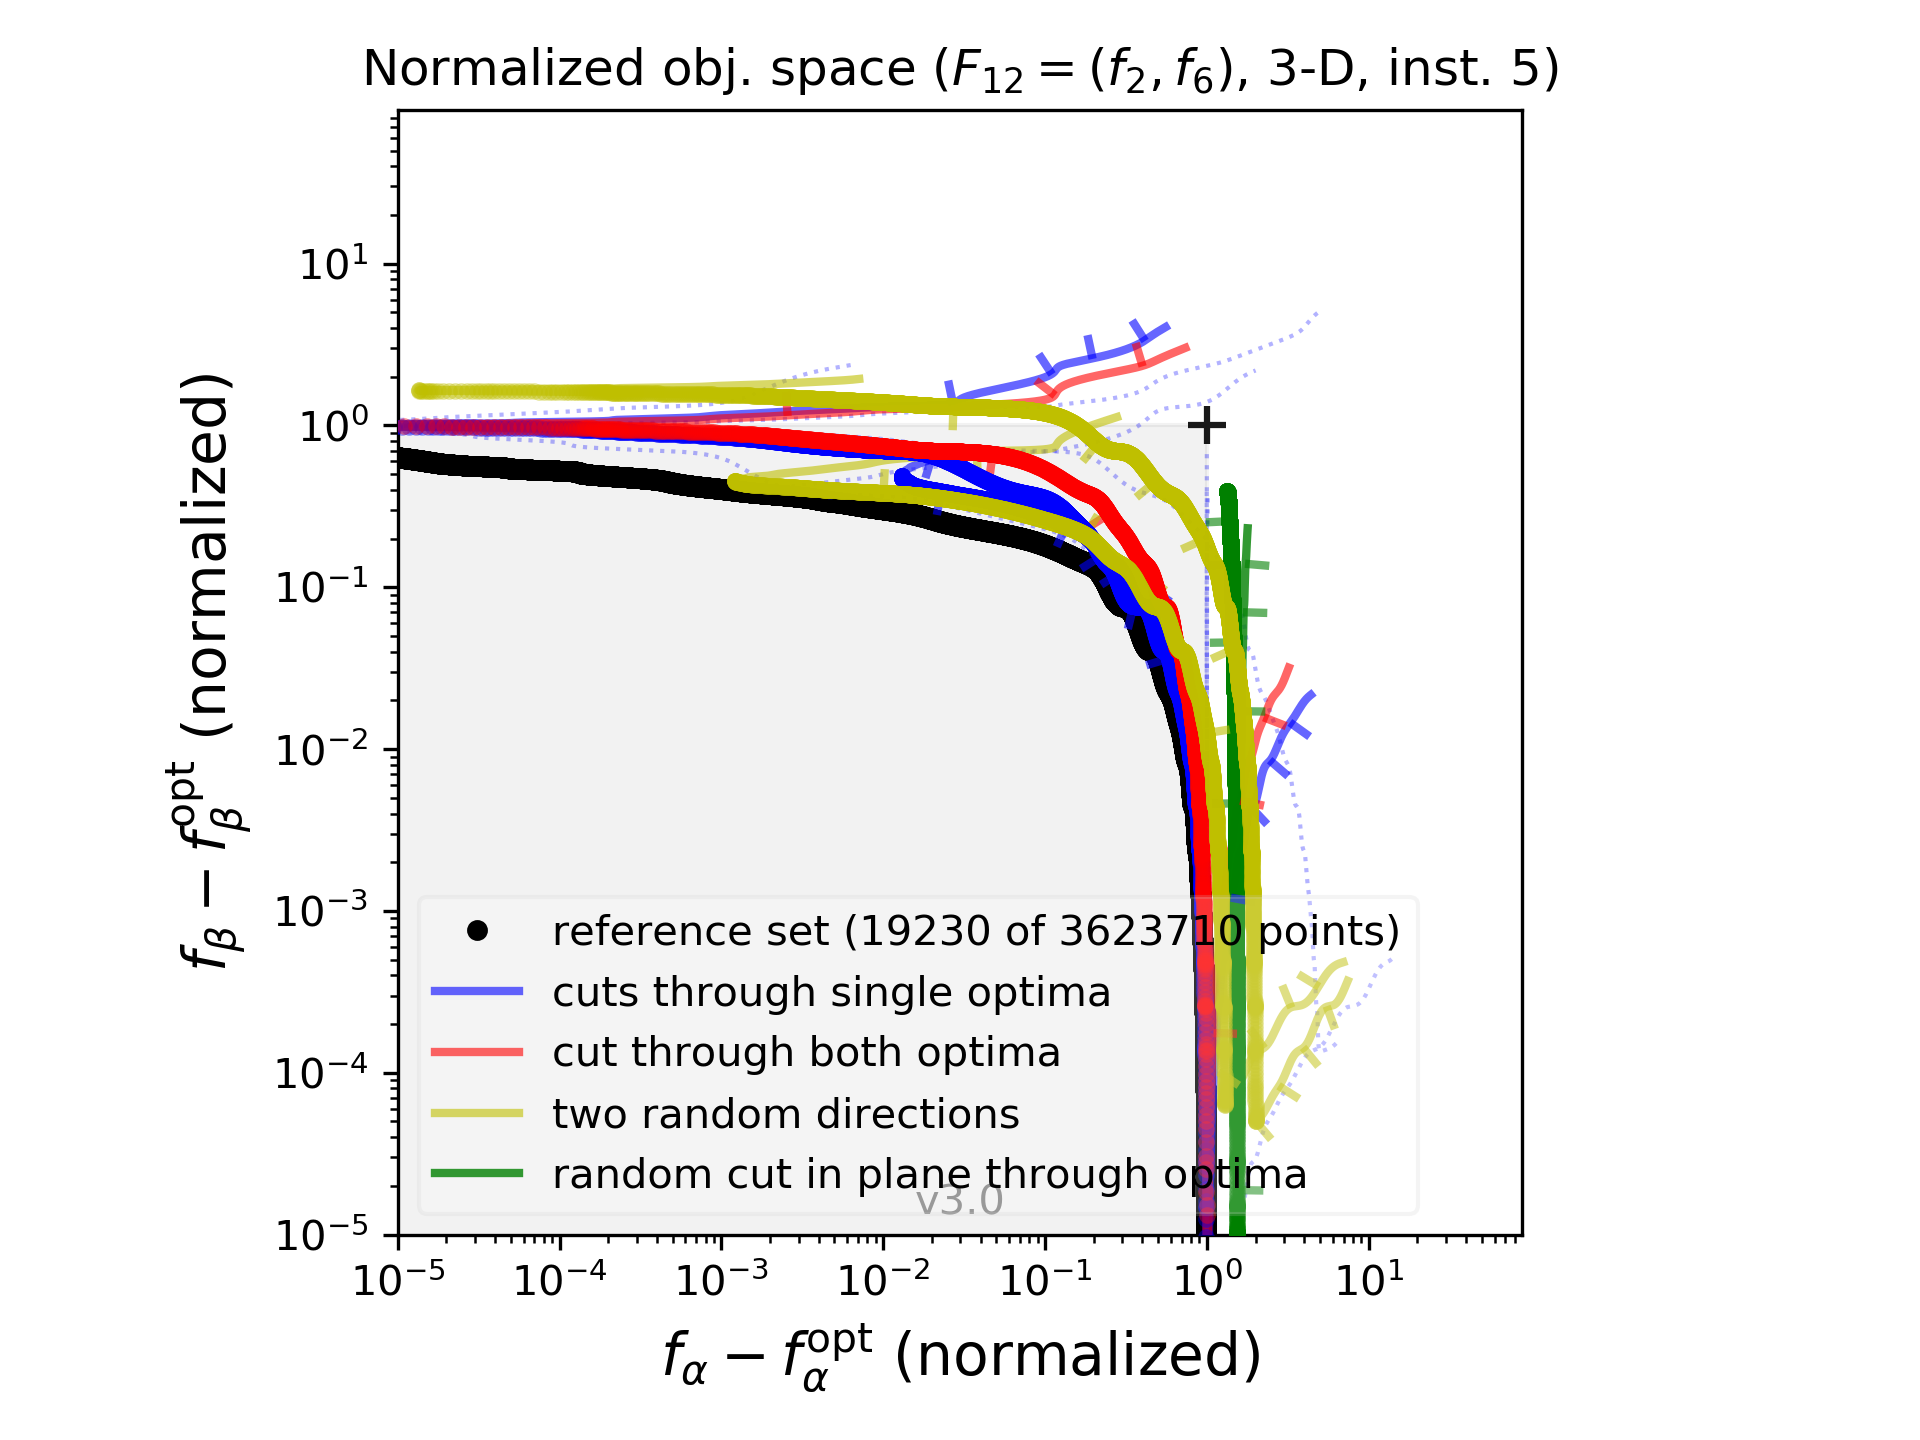 Normalized obj. space (F₁₂ = (f₂, f₆), 3-D, inst. 5)
f_β − f_β^opt (normalized)
10¹
10⁰
10⁻¹
10⁻²
10⁻³
10⁻⁴
10⁻⁵
reference set (19230 of 3623710 points)
cuts through single optima
cut through both optima
two random directions
random cut in plane through optima
v3.0
10⁻⁵ 10⁻⁴ 10⁻³ 10⁻² 10⁻¹ 10⁰ 10¹
f_α − f_α^opt (normalized)